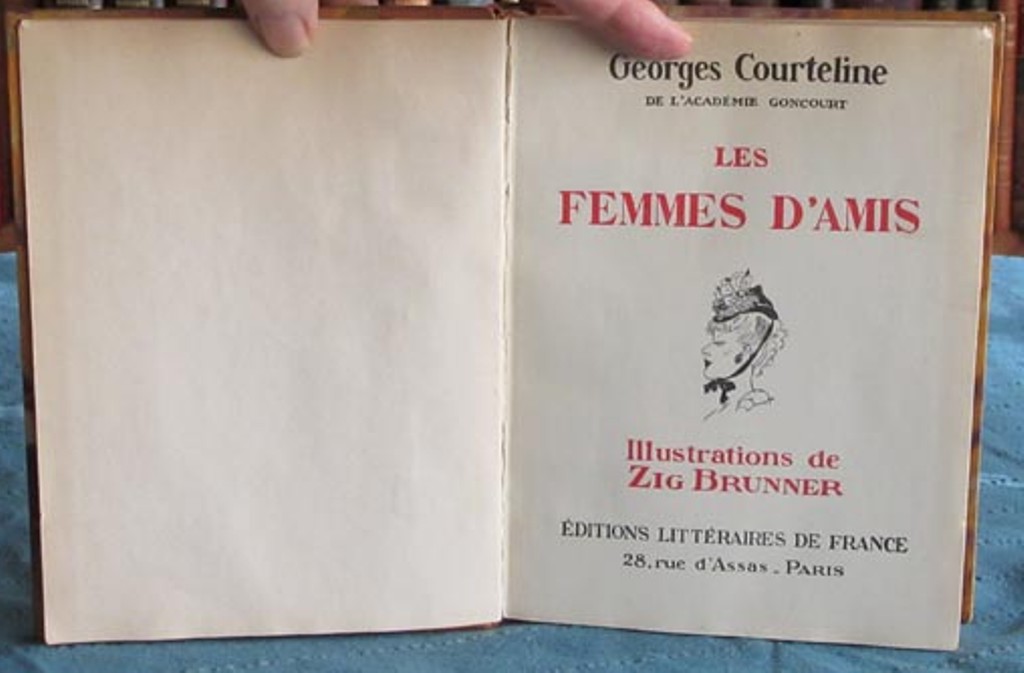 Georges Courteline
DE L'ACADÉMIE GONCOURT
LES
FEMMES D'AMIS
Illustrations de
ZIG BRUNNER
ÉDITIONS LITTÉRAIRES DE FRANCE
28, rue d'Assas - PARIS